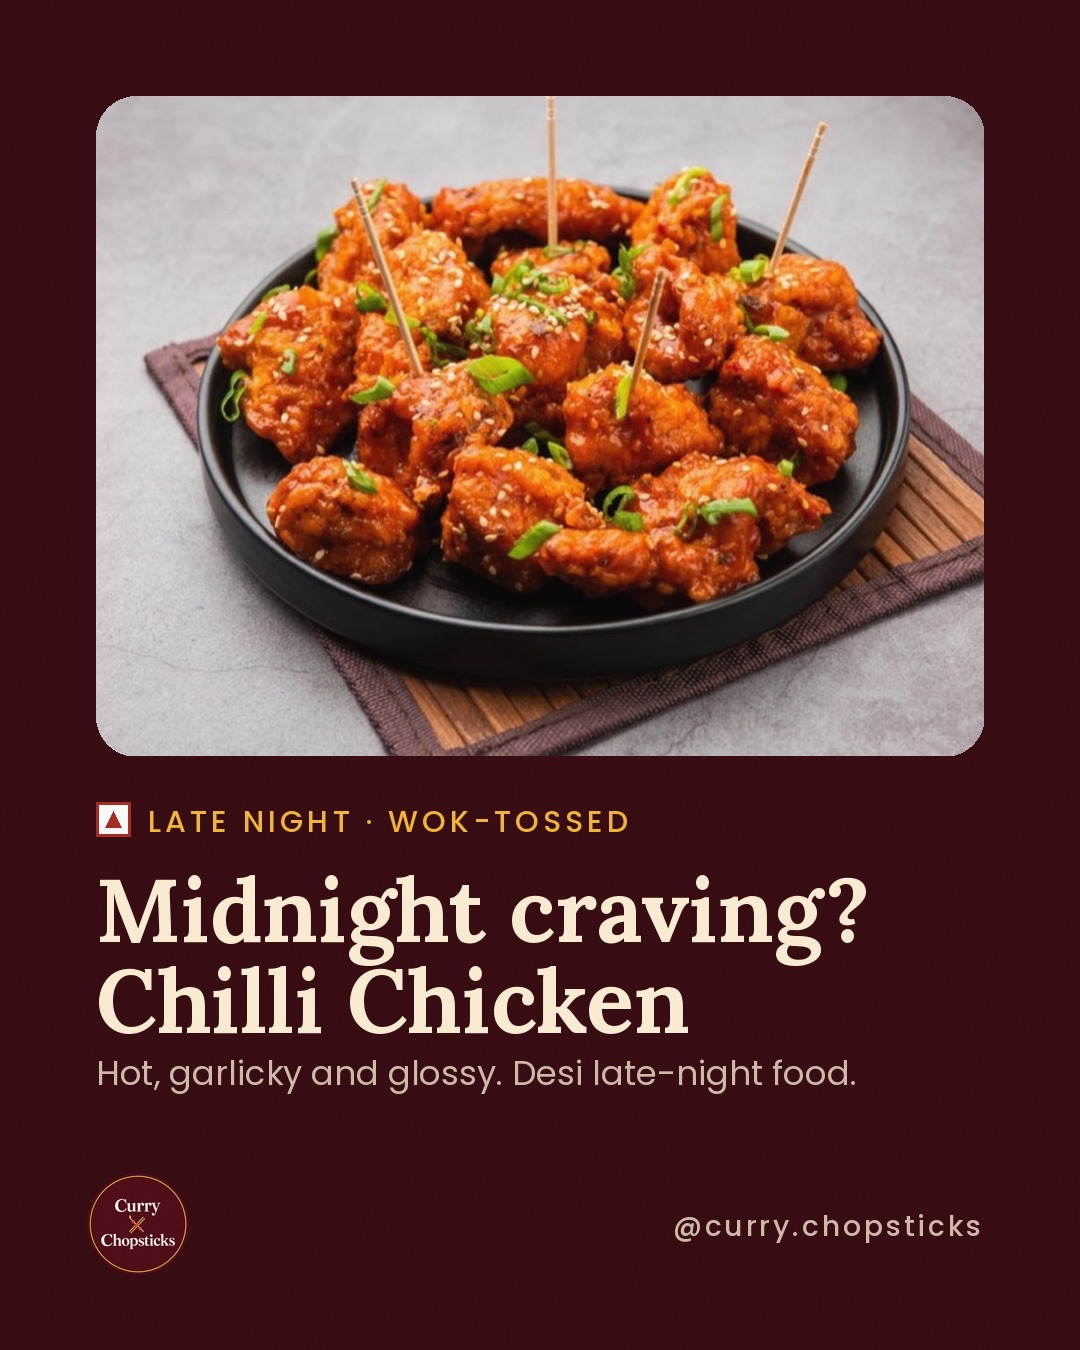 LATE NIGHT · WOK-TOSSED
Midnight craving?
Chilli Chicken
Hot, garlicky and glossy. Desi late-night food.
Curry
Chopsticks
@curry.chopsticks